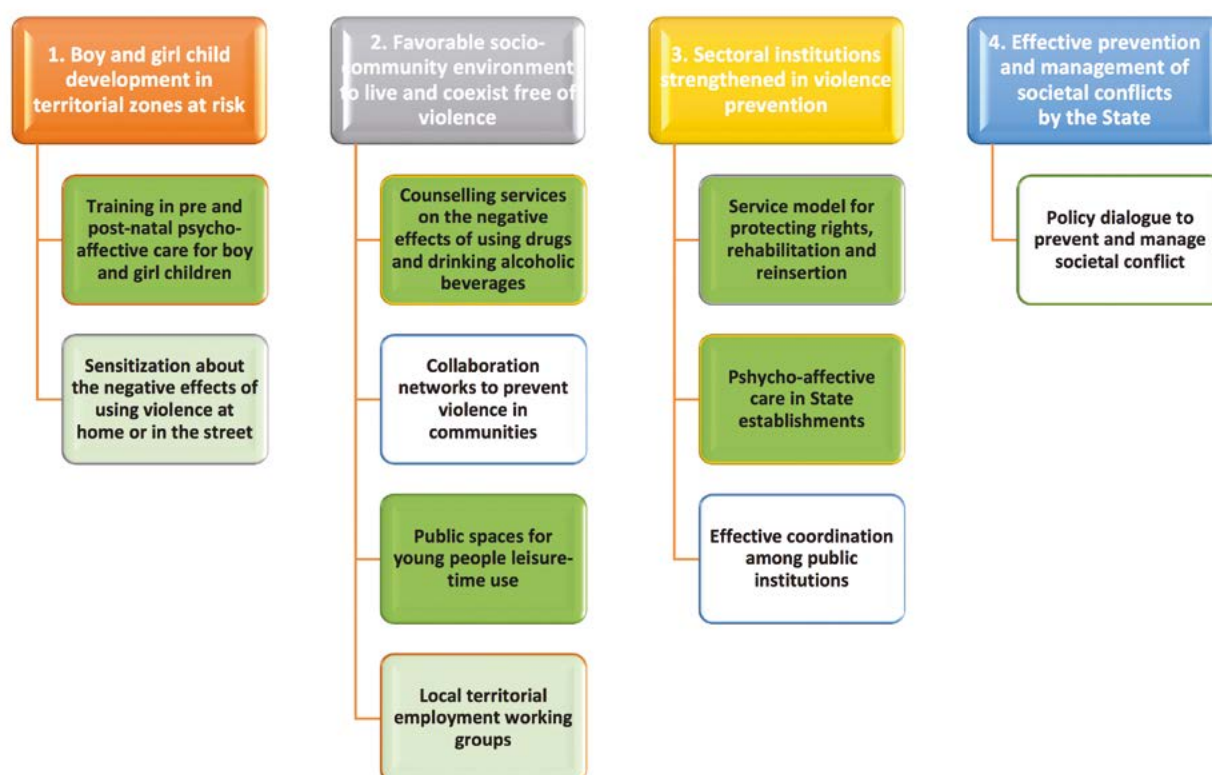 1. Boy and girl child
development in
territorial zones at risk
Training in pre and
post-natal psycho-
affective care for boy
and girl children
Sensitization about
the negative effects of
using violence at
home or in the street
2. Favorable socio-
community environment
to live and coexist free of
violence
Counselling services
on the negative
effects of using drugs
and drinking alcoholic
beverages
Collaboration
networks to prevent
violence in
communities
Public spaces for
young people leisure-
time use
Local territorial
employment working
groups
3. Sectoral institutions
strengthened in violence
prevention
Service model for
protecting rights,
rehabilitation and
reinsertion
Pshycho-affective
care in State
establishments
Effective coordination
among public
institutions
4. Effective prevention
and management of
societal conflicts
by the State
Policy dialogue to
prevent and manage
societal conflict